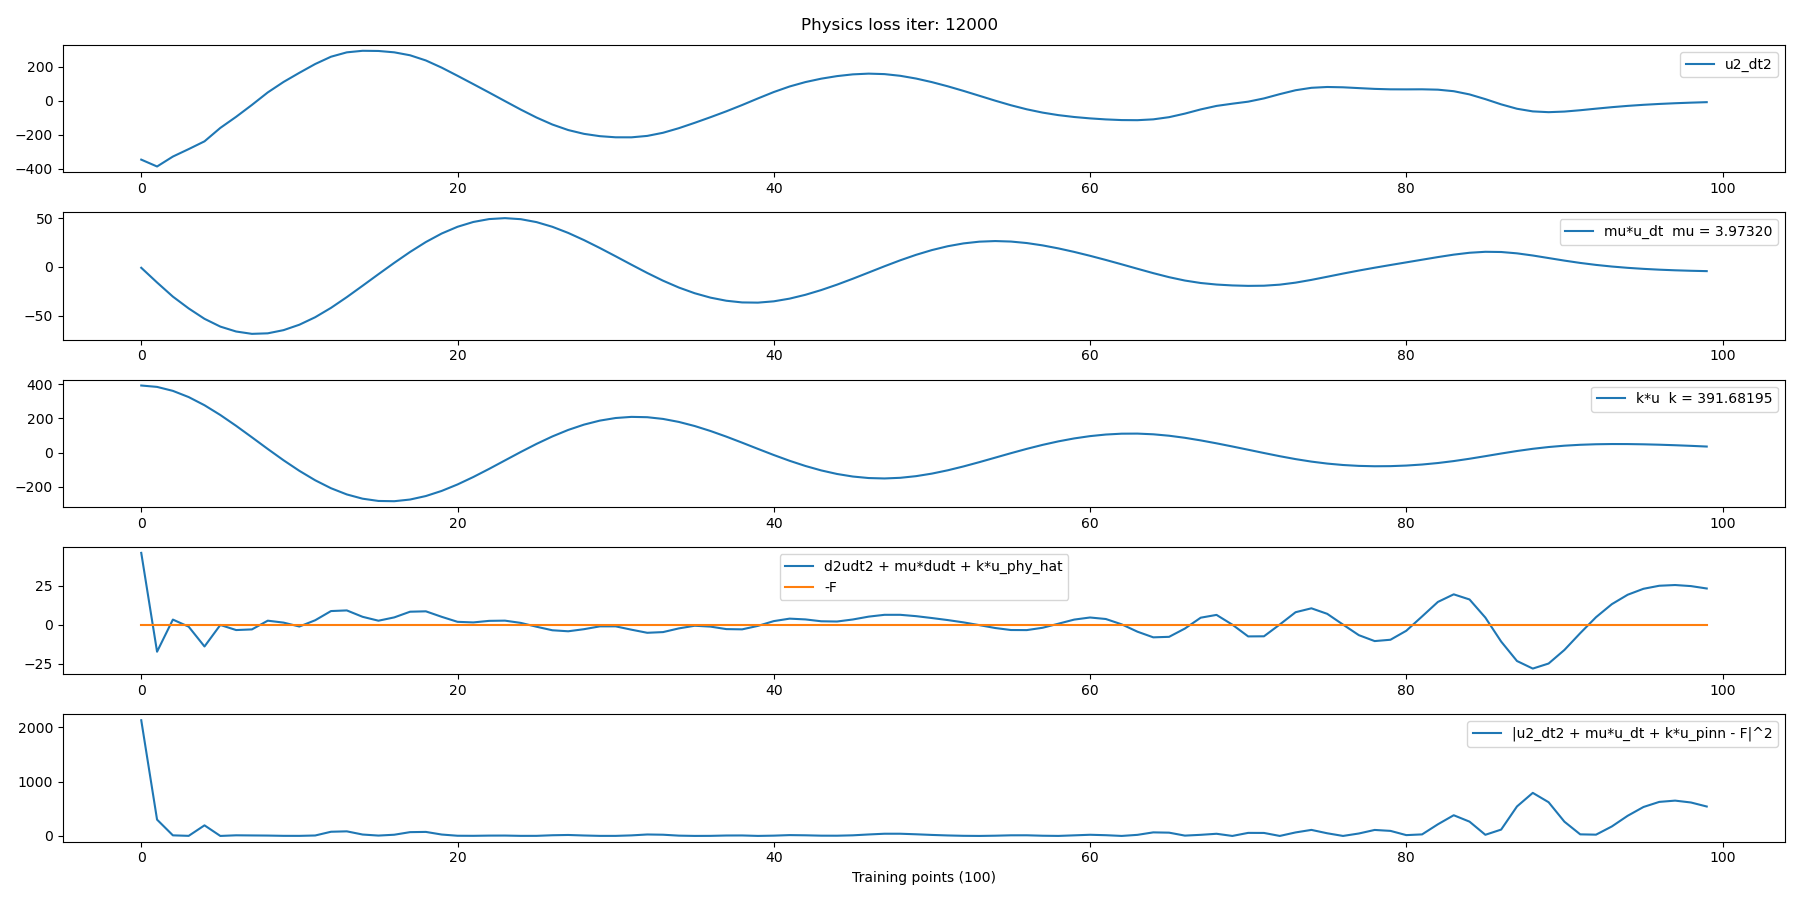 Physics loss iter: 12000
200
0
−200
−400
u2_dt2
0 20 40 60 80 100
50
0
−50
mu*u_dt  mu = 3.97320
0 20 40 60 80 100
400
200
0
−200
k*u  k = 391.68195
0 20 40 60 80 100
25
0
−25
d2udt2 + mu*dudt + k*u_phy_hat
-F
0 20 40 60 80 100
2000
1000
0
|u2_dt2 + mu*u_dt + k*u_pinn - F|^2
0 20 40 60 80 100
Training points (100)